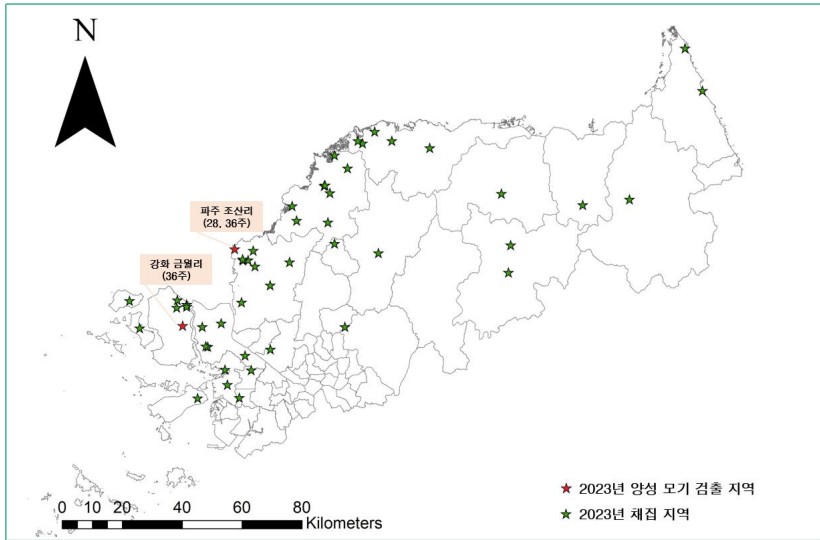 N
파주 조산리
(28, 36주)
강화 금월리
(36주)
★ 2023년 양성 모기 검출 지역
★ 2023년 채집 지역
0 10 20 40 60 80
Kilometers